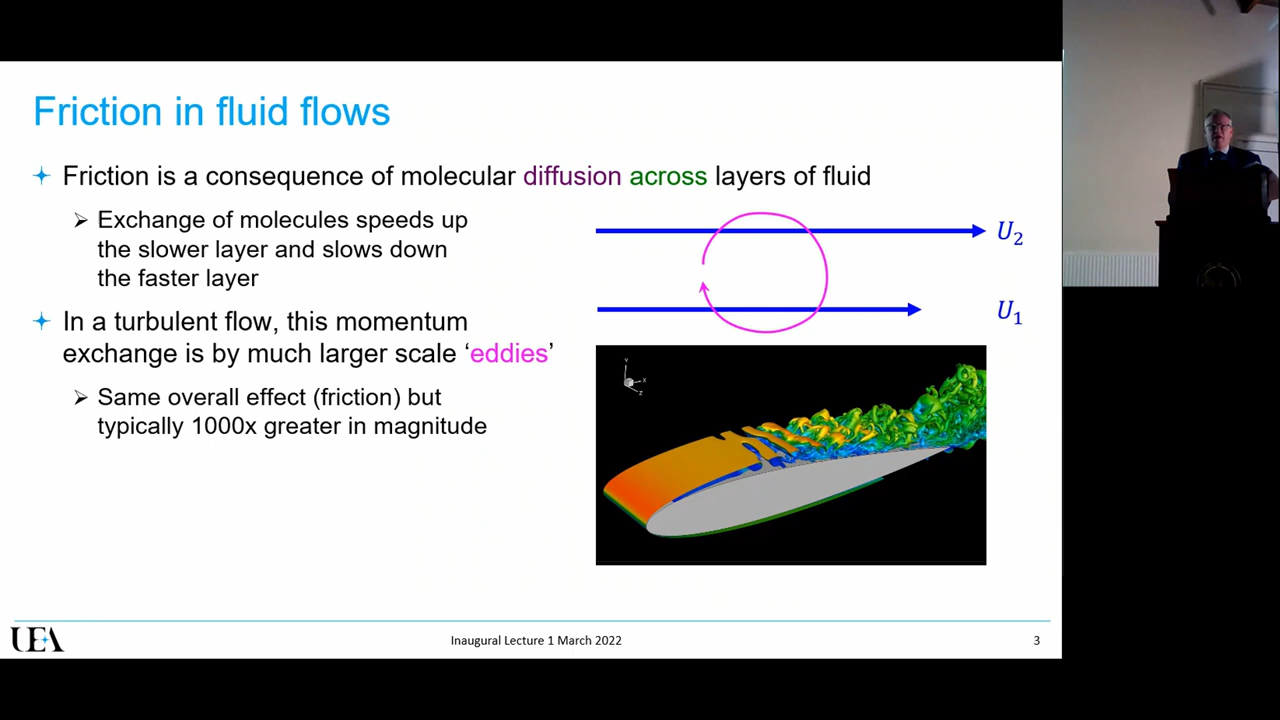 Friction in fluid flows
Friction is a consequence of molecular diffusion across layers of fluid
Exchange of molecules speeds up
the slower layer and slows down
the faster layer
U2
U1
In a turbulent flow, this momentum
exchange is by much larger scale ‘eddies’
Same overall effect (friction) but
typically 1000x greater in magnitude
Y
X
Z
UEA
Inaugural Lecture 1 March 2022
3